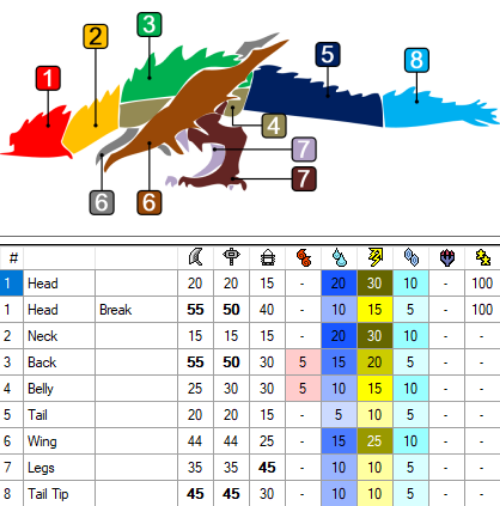 3
2
5
8
1
4
7
7
6
6
#
1 Head 20 20 15 - 20 30 10 - 100
1 Head Break 55 50 40 - 10 15 5 - 100
2 Neck 15 15 15 - 20 30 10 - -
3 Back 55 50 30 5 15 20 5 - -
4 Belly 25 30 30 5 10 15 10 - -
5 Tail 20 20 15 - 5 10 5 - -
6 Wing 44 44 25 - 15 25 10 - -
7 Legs 35 35 45 - 10 10 5 - -
8 Tail Tip 45 45 30 - 10 10 5 - -